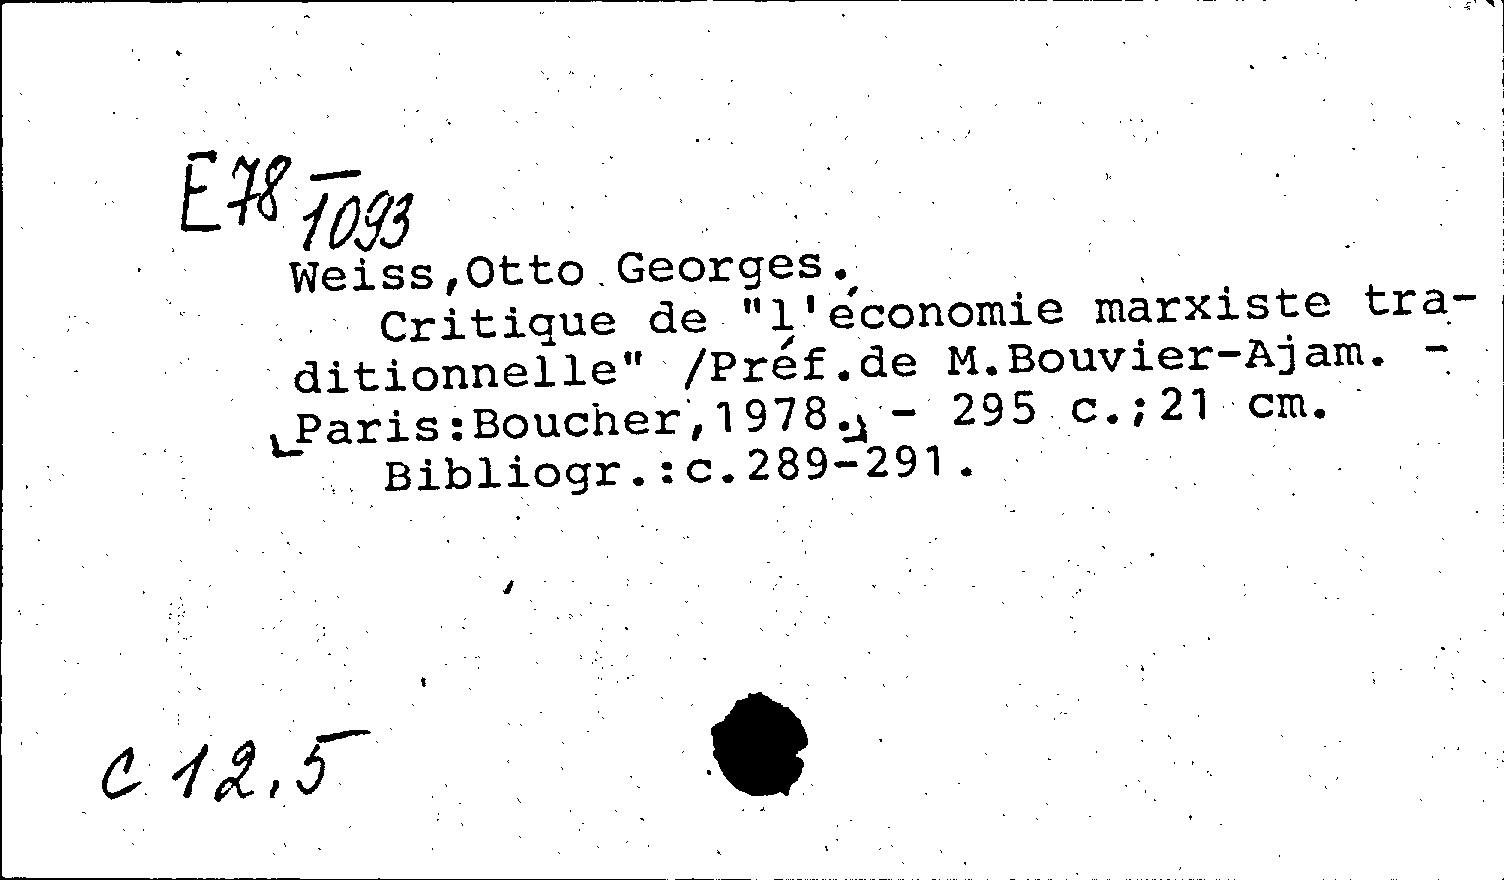 E78
1093
Weiss,Otto Georges.
Critique de "l'économie marxiste tra-
ditionnelle" /Préf.de M.Bouvier-Ajam. -
Paris:Boucher,1978. - 295 c.;21 cm.
Bibliogr.:c.289-291.
C 12.5